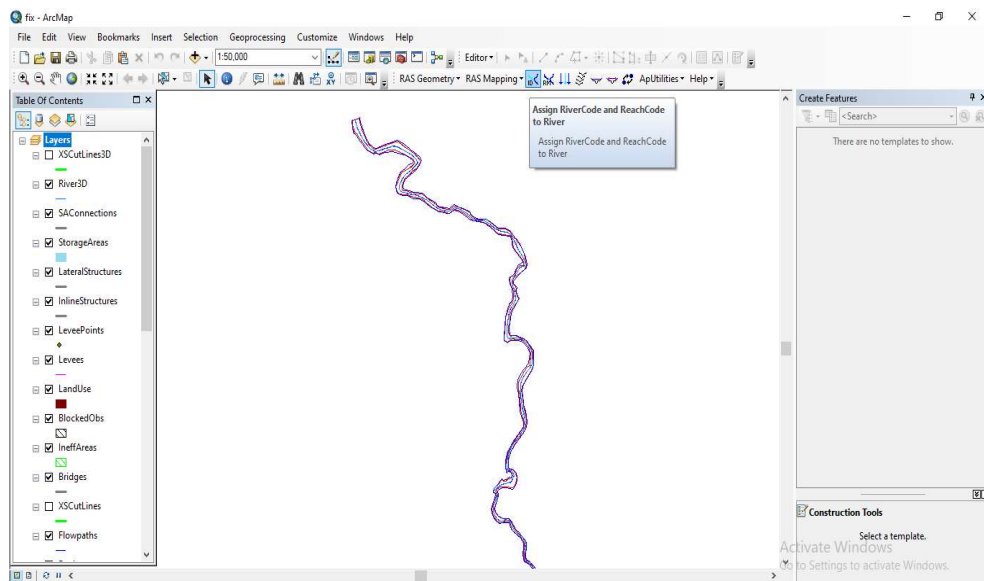 fix - ArcMap
File Edit View Bookmarks Insert Selection Geoprocessing Customize Windows Help
1:50,000
Editor
RAS Geometry RAS Mapping ApUtilities Help
Table Of Contents
Layers
XSCutLines3D
River3D
SAConnections
StorageAreas
LateralStructures
InlineStructures
LeveePoints
Levees
LandUse
BlockedObs
IneffAreas
Bridges
XSCutLines
Flowpaths
Assign RiverCode and ReachCode
to River
Assign RiverCode and ReachCode
to River
Create Features
<Search>
There are no templates to show.
Construction Tools
Select a template.
Activate Windows
Go to Settings to activate Windows.